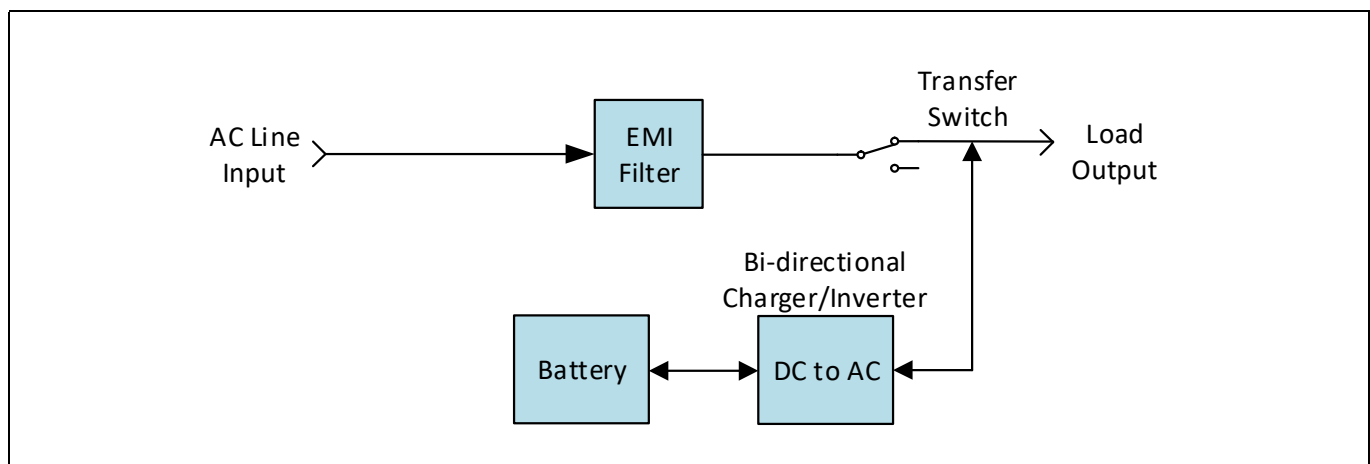 Transfer
Switch
AC Line
Input
EMI
Filter
Load
Output
Bi-directional
Charger/Inverter
Battery
DC to AC